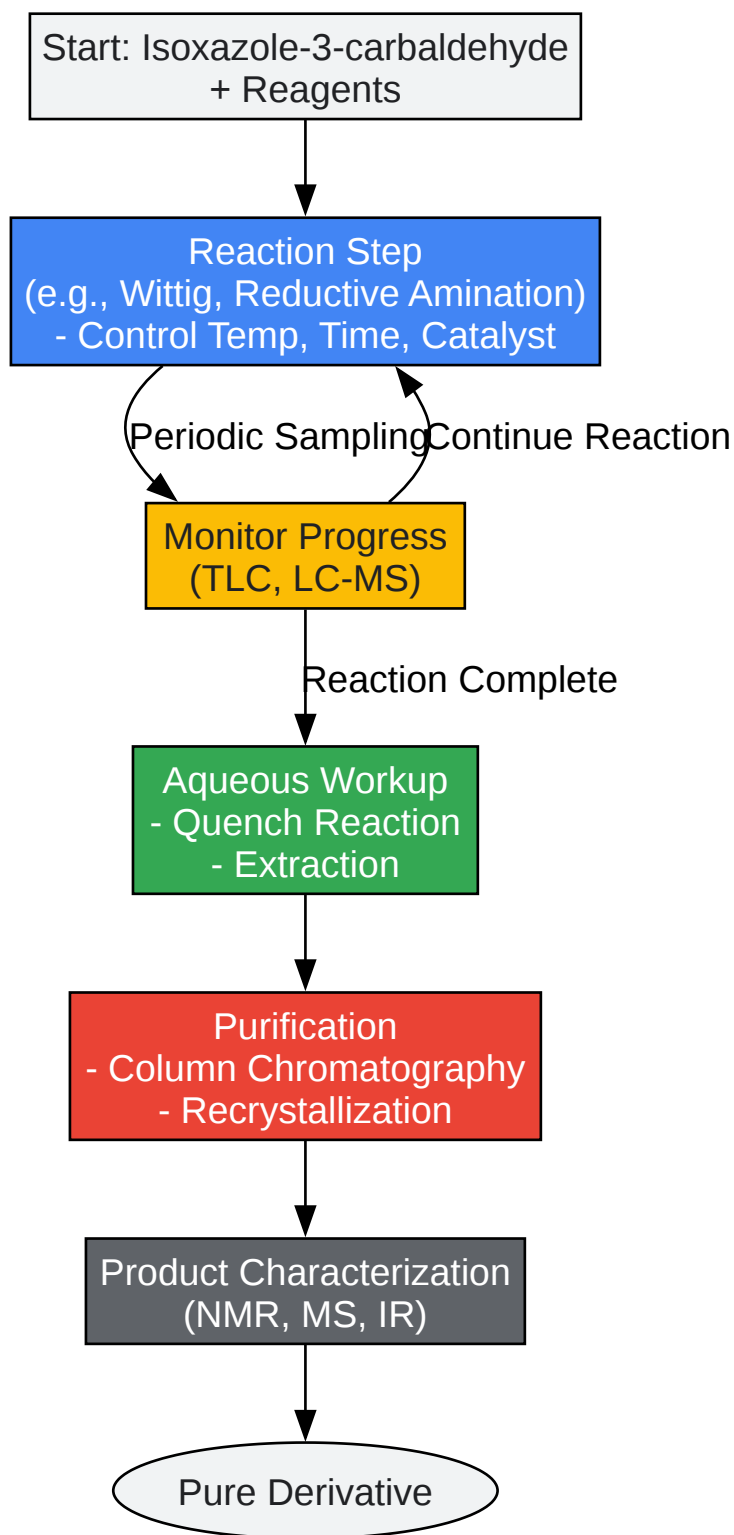 Start: Isoxazole-3-carbaldehyde
+ Reagents
Reaction Step
(e.g., Wittig, Reductive Amination)
- Control Temp, Time, Catalyst
Periodic Sampling
Continue Reaction
Monitor Progress
(TLC, LC-MS)
Reaction Complete
Aqueous Workup
- Quench Reaction
- Extraction
Purification
- Column Chromatography
- Recrystallization
Product Characterization
(NMR, MS, IR)
Pure Derivative